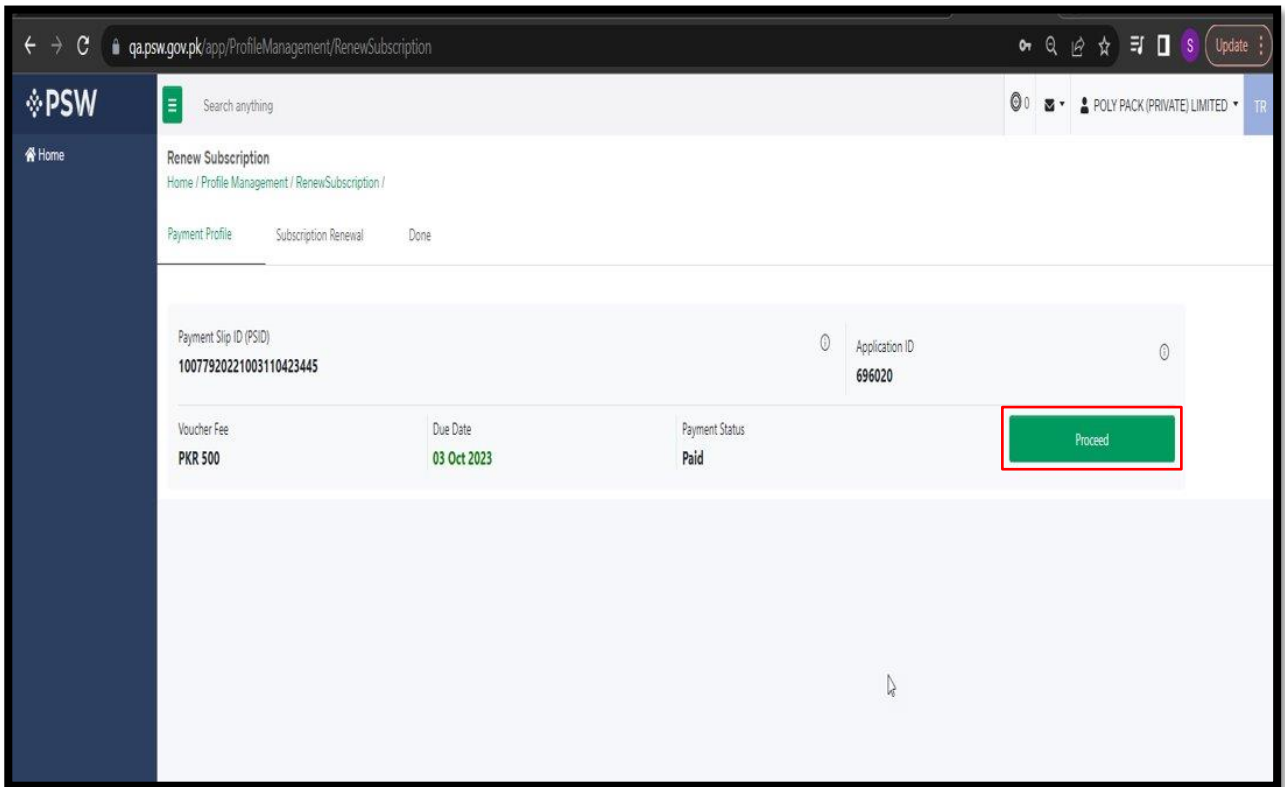 qa.psw.gov.pk/app/ProfileManagement/RenewSubscription
S
Update
PSW
Search anything
0
POLY PACK (PRIVATE) LIMITED
TR
Home
Renew Subscription
Home / Profile Management / RenewSubscription /
Payment Profile
Subscription Renewal
Done
Payment Slip ID (PSID)
10077920221003110423445
Application ID
696020
Voucher Fee
PKR 500
Due Date
03 Oct 2023
Payment Status
Paid
Proceed